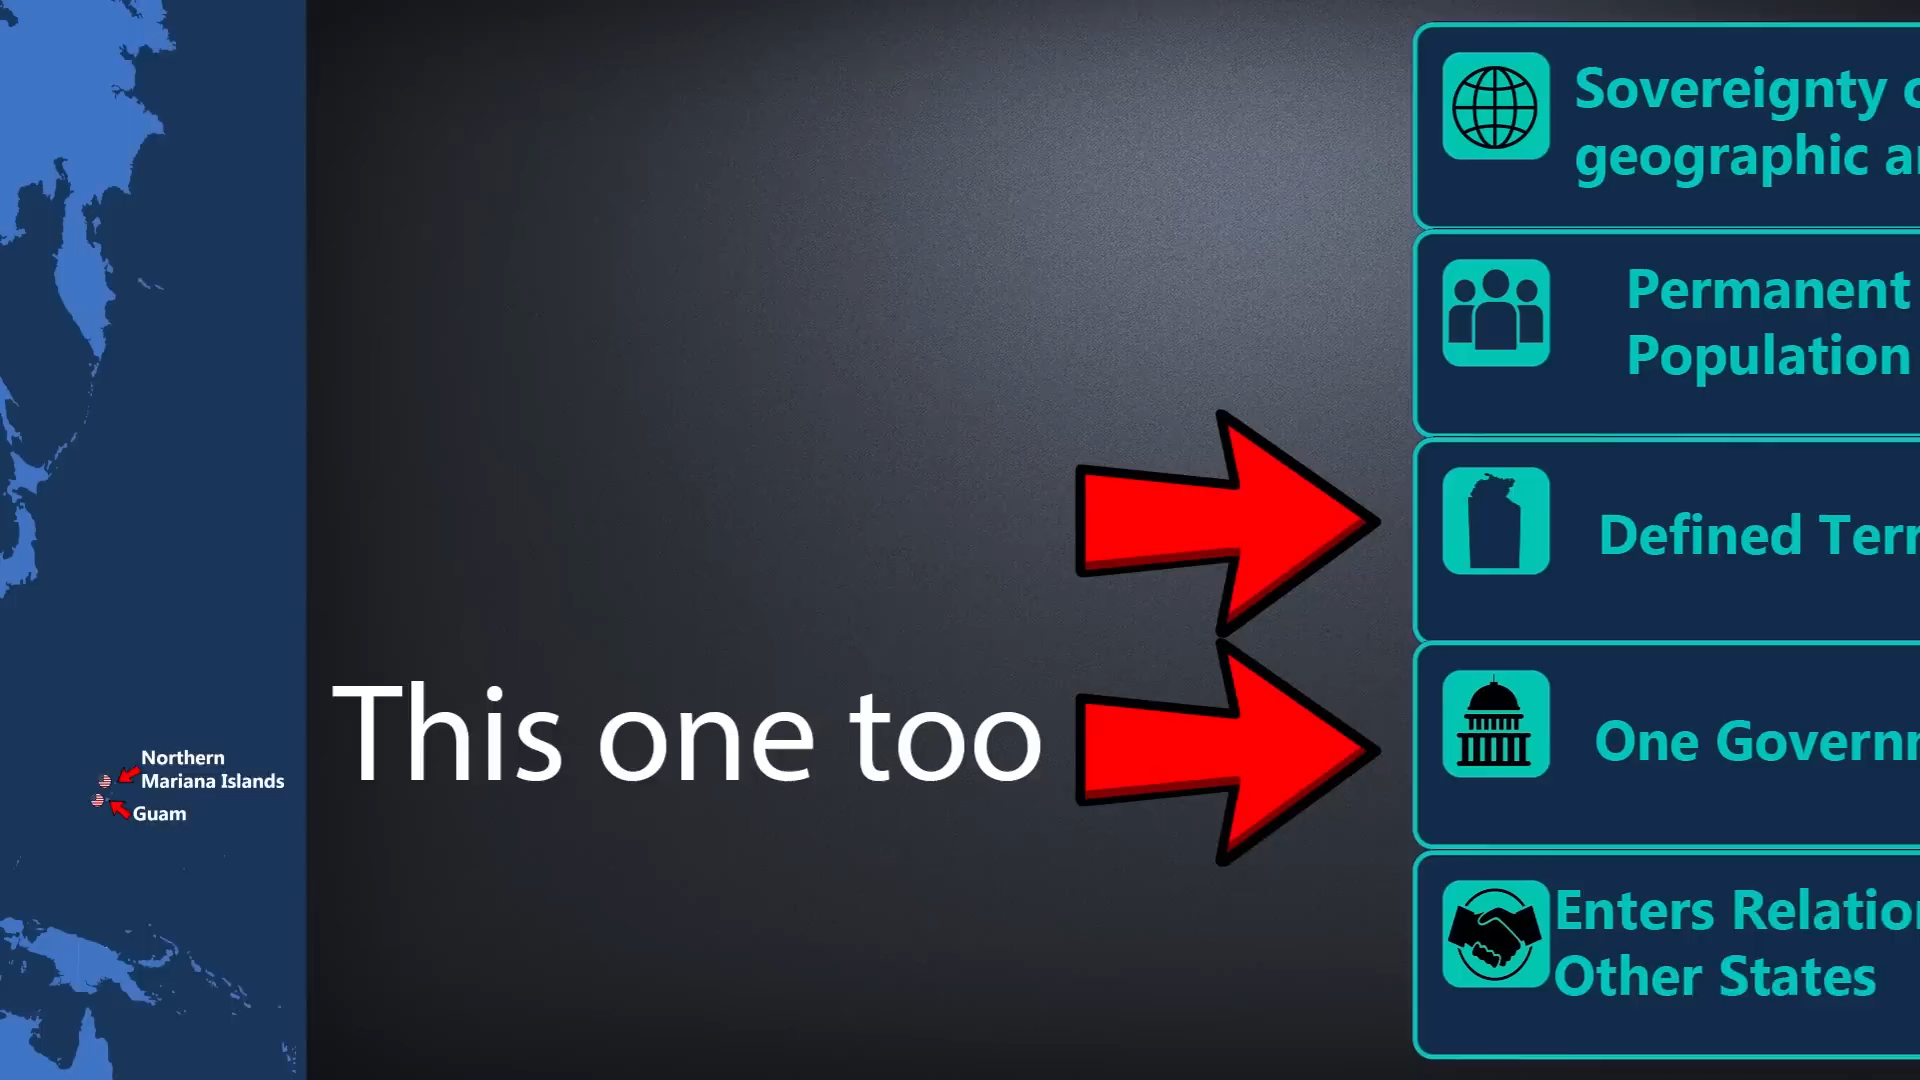 Sovereignty
geographic
Permanent
Population
Defined
One
Enters
Other States
This one too
Northern
Mariana Islands
Guam